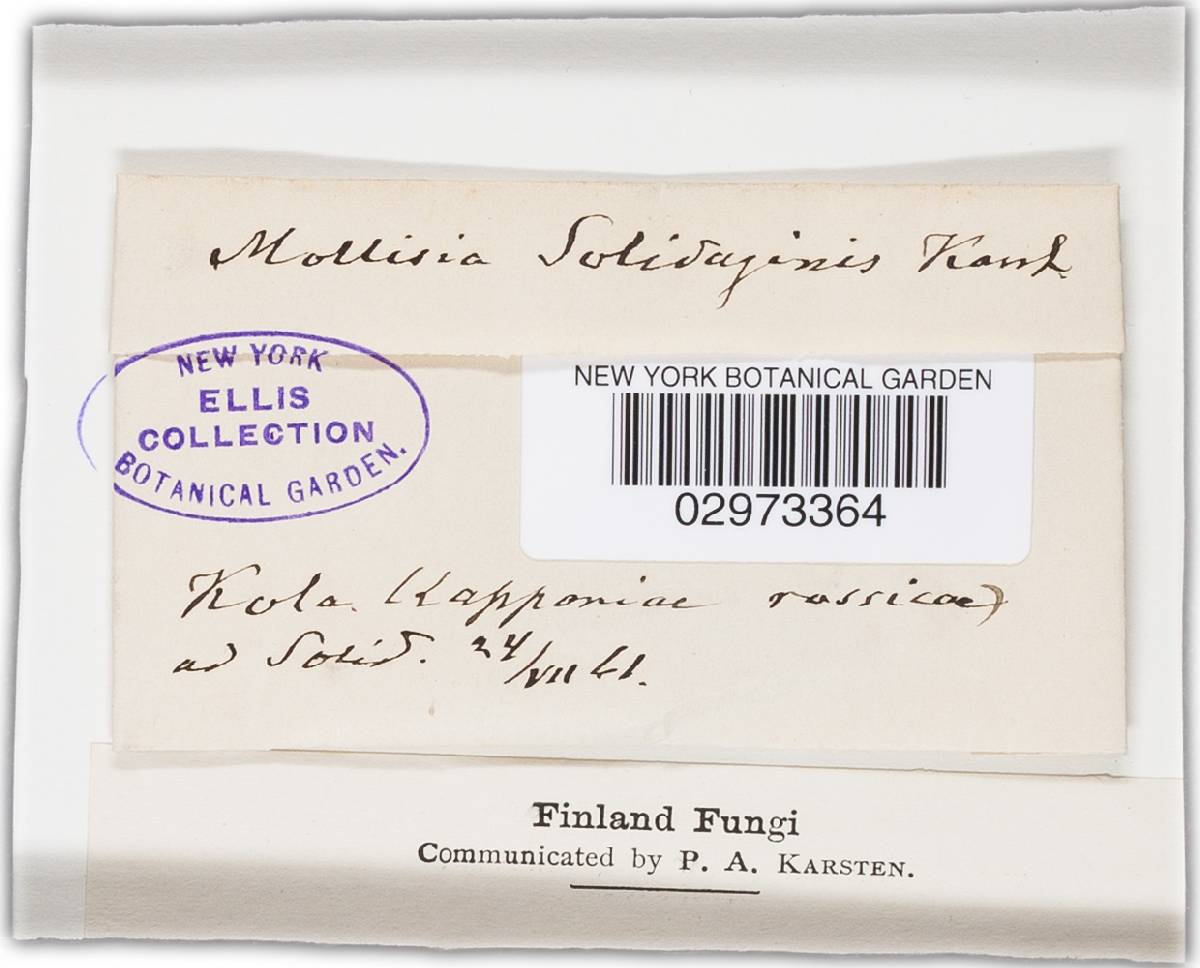 Mollisia Solidaginis Karst
NEW YORK
ELLIS
COLLECTION
BOTANICAL GARDEN.
NEW YORK BOTANICAL GARDEN
02973364
Kola (Lapponiae rossicae)
ad Solid. 24/VII 61.
Finland Fungi
Communicated by P. A. KARSTEN.